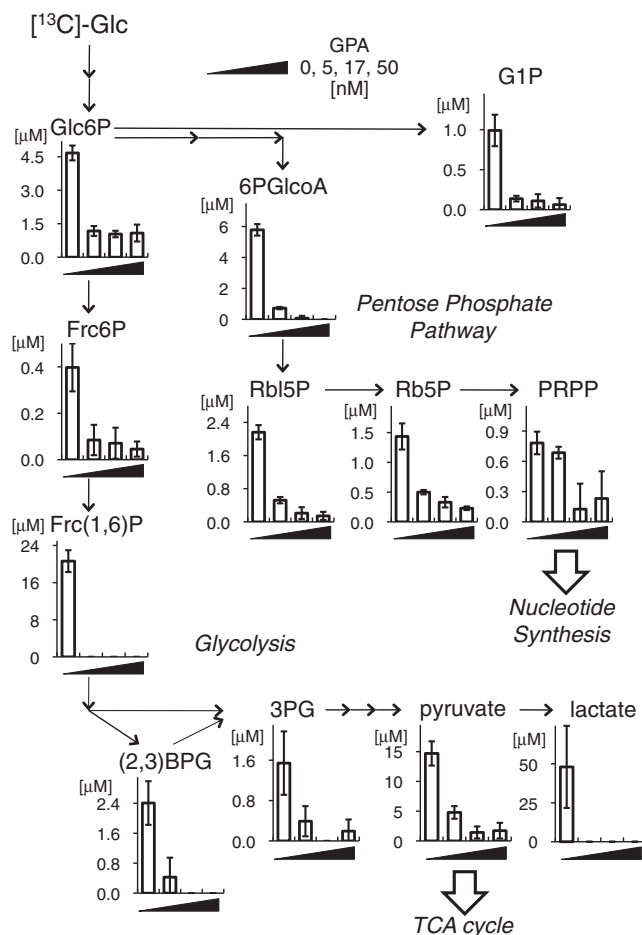 [¹³C]-Glc
GPA
0, 5, 17, 50
[nM]
G1P
[µM]
1.0
0.5
0.0
Glc6P
[µM]
4.5
3.0
1.5
0.0
6PGlcoA
[µM]
6
4
2
0
Pentose Phosphate
Pathway
Frc6P
[µM]
0.4
0.2
0.0
Rbl5P
[µM]
2.4
1.6
0.8
0.0
Rb5P
[µM]
1.5
1.0
0.5
0.0
PRPP
[µM]
0.9
0.6
0.3
0.0
Nucleotide
Synthesis
Frc(1,6)P
[µM]
24
16
8
0
Glycolysis
(2,3)BPG
[µM]
2.4
1.6
0.8
0.0
3PG
[µM]
1.6
0.8
0.0
pyruvate
[µM]
15
10
5
0
lactate
[µM]
50
25
0
TCA cycle